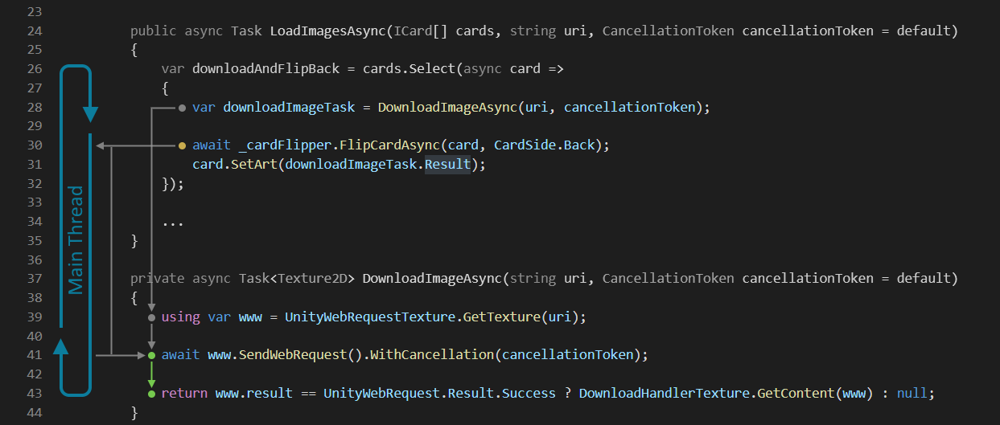 23
24 public async Task LoadImagesAsync(ICard[] cards, string uri, CancellationToken cancellationToken = default)
25 {
26 var downloadAndFlipBack = cards.Select(async card =>
27 {
28 var downloadImageTask = DownloadImageAsync(uri, cancellationToken);
29
30 await _cardFlipper.FlipCardAsync(card, CardSide.Back);
31 card.SetArt(downloadImageTask.Result);
32 });
33
34 ...
35 }
36
37 private async Task<Texture2D> DownloadImageAsync(string uri, CancellationToken cancellationToken = default)
38 {
39 using var www = UnityWebRequestTexture.GetTexture(uri);
40
41 await www.SendWebRequest().WithCancellation(cancellationToken);
42
43 return www.result == UnityWebRequest.Result.Success ? DownloadHandlerTexture.GetContent(www) : null;
44 }
Main Thread